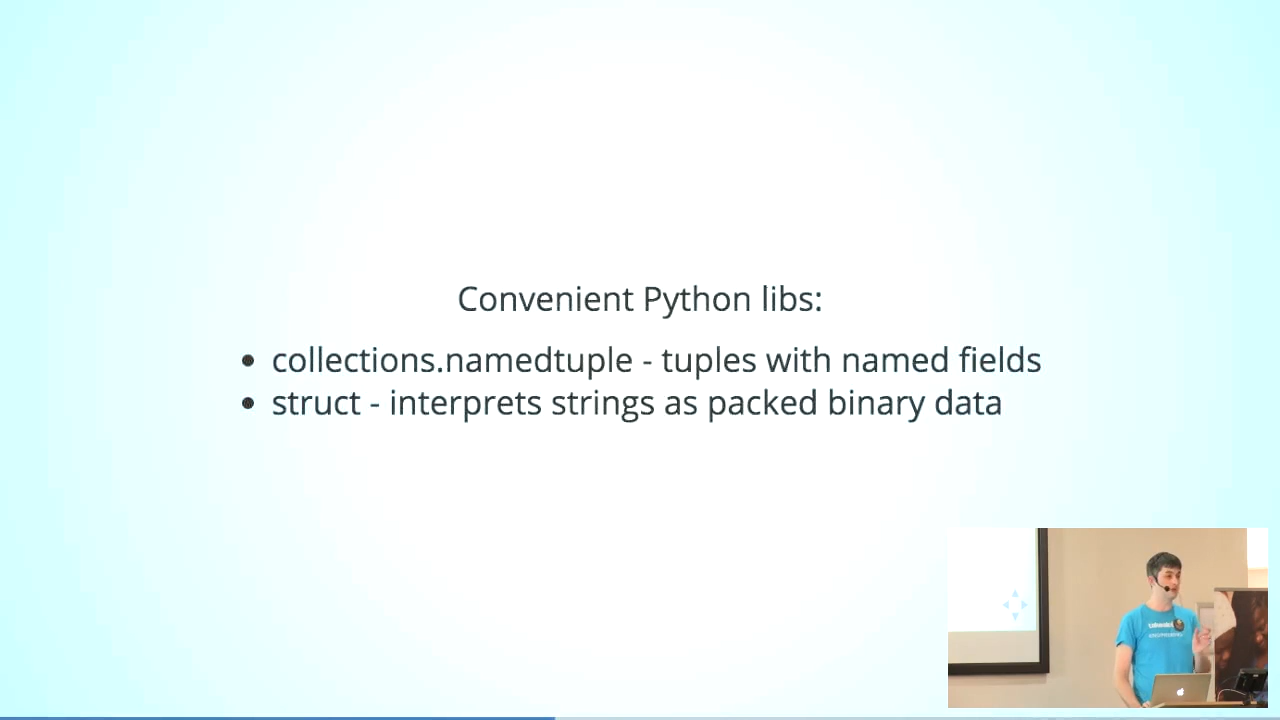 Convenient Python libs:
collections.namedtuple - tuples with named fields
struct - interprets strings as packed binary data